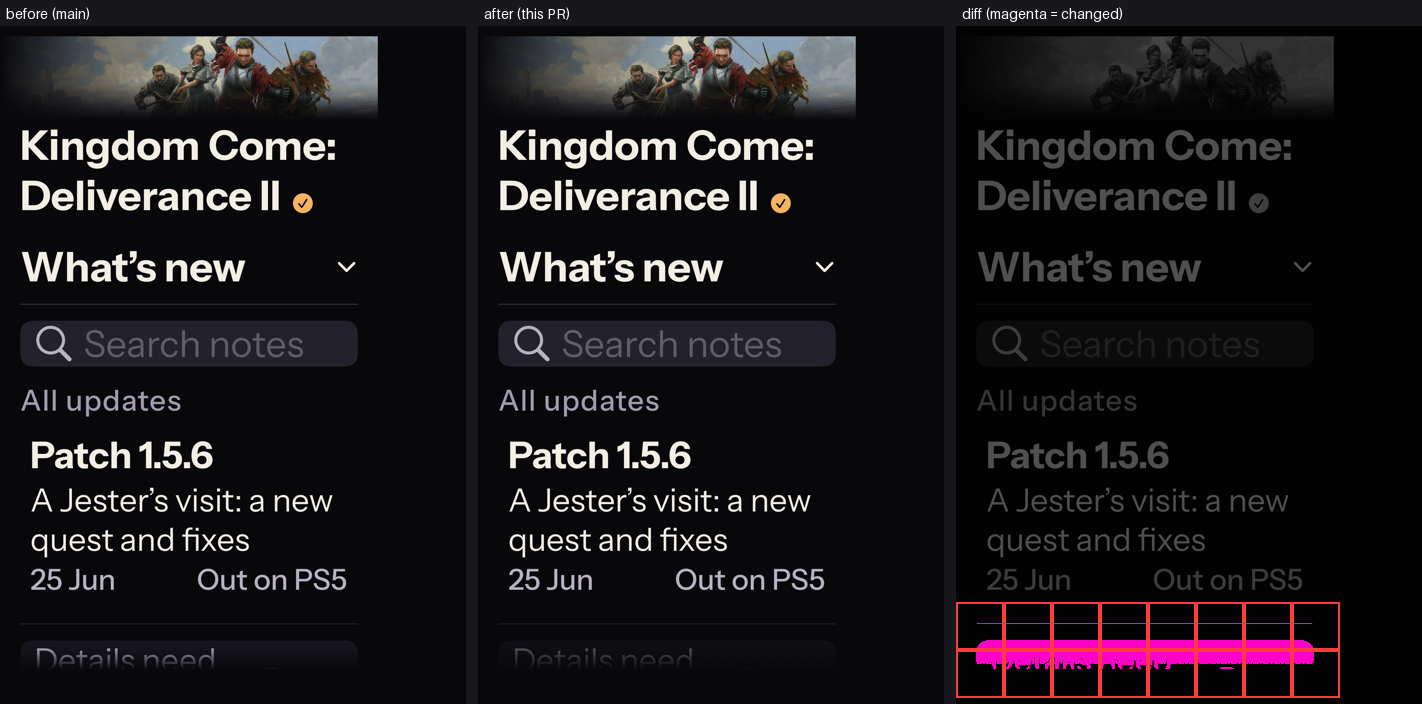 before (main)
Kingdom Come:
Deliverance II
What's new
Search notes
All updates
Patch 1.5.6
A Jester's visit: a new
quest and fixes
25 Jun Out on PS5
Details need
after (this PR)
Kingdom Come:
Deliverance II
What's new
Search notes
All updates
Patch 1.5.6
A Jester's visit: a new
quest and fixes
25 Jun Out on PS5
Details need
diff (magenta = changed)
Kingdom Come:
Deliverance II
What's new
Search notes
All updates
Patch 1.5.6
A Jester's visit: a new
quest and fixes
25 Jun Out on PS5